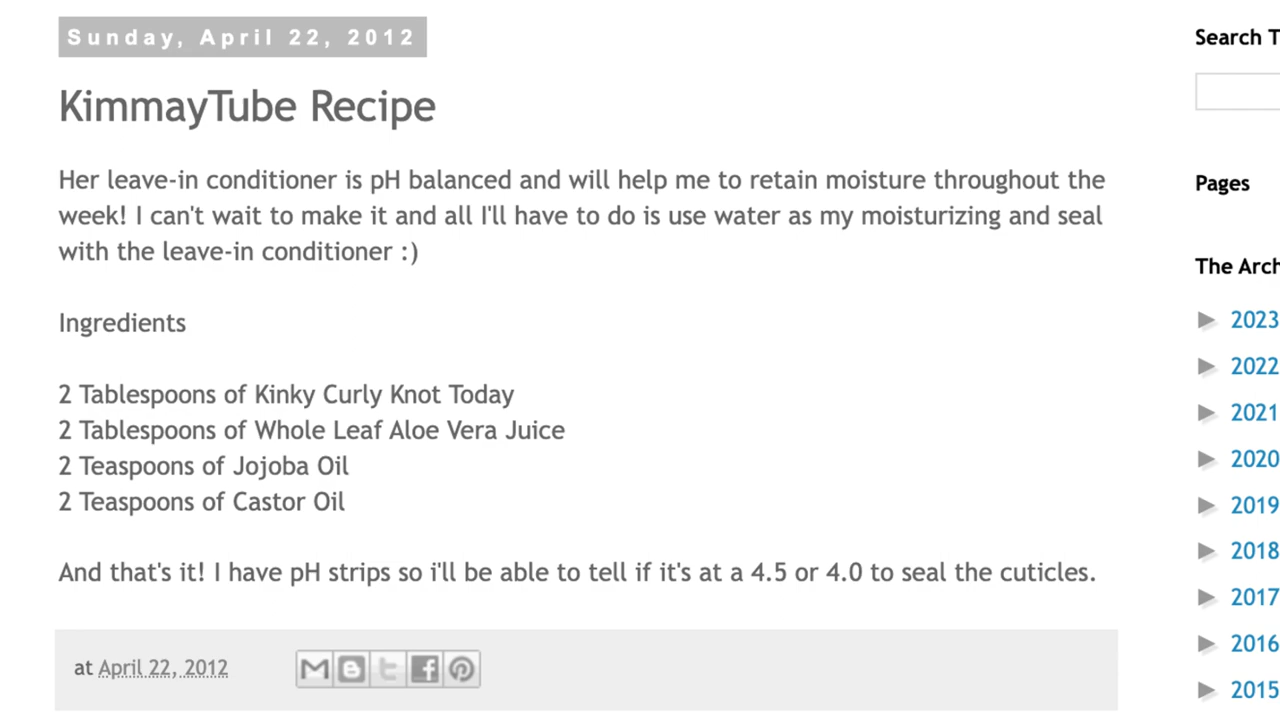 Sunday, April 22, 2012
KimmayTube Recipe
Her leave-in conditioner is pH balanced and will help me to retain moisture throughout the
week! I can't wait to make it and all I'll have to do is use water as my moisturizing and seal
with the leave-in conditioner :)
Ingredients
2 Tablespoons of Kinky Curly Knot Today
2 Tablespoons of Whole Leaf Aloe Vera Juice
2 Teaspoons of Jojoba Oil
2 Teaspoons of Castor Oil
And that's it! I have pH strips so i'll be able to tell if it's at a 4.5 or 4.0 to seal the cuticles.
at April 22, 2012
Search T
Pages
The Arch
2023
2022
2021
2020
2019
2018
2017
2016
2015